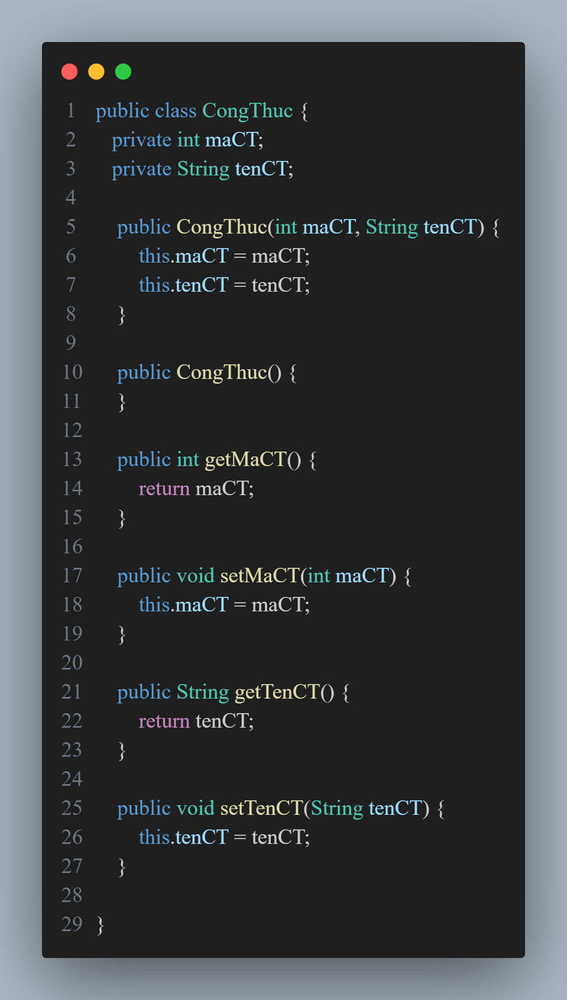 1 public class CongThuc {
2 private int maCT;
3 private String tenCT;
4
5 public CongThuc(int maCT, String tenCT) {
6 this.maCT = maCT;
7 this.tenCT = tenCT;
8 }
9
10 public CongThuc() {
11 }
12
13 public int getMaCT() {
14 return maCT;
15 }
16
17 public void setMaCT(int maCT) {
18 this.maCT = maCT;
19 }
20
21 public String getTenCT() {
22 return tenCT;
23 }
24
25 public void setTenCT(String tenCT) {
26 this.tenCT = tenCT;
27 }
28
29 }